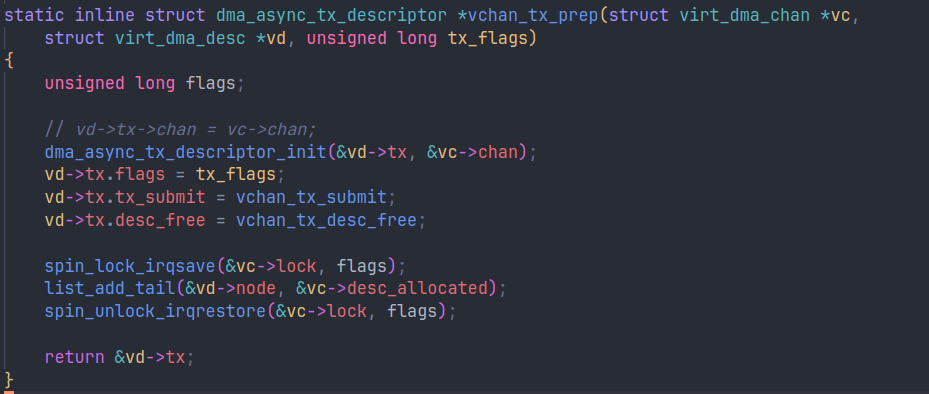 static inline struct dma_async_tx_descriptor *vchan_tx_prep(struct virt_dma_chan *vc,
    struct virt_dma_desc *vd, unsigned long tx_flags)
{
    unsigned long flags;

    // vd->tx->chan = vc->chan;
    dma_async_tx_descriptor_init(&vd->tx, &vc->chan);
    vd->tx.flags = tx_flags;
    vd->tx.tx_submit = vchan_tx_submit;
    vd->tx.desc_free = vchan_tx_desc_free;

    spin_lock_irqsave(&vc->lock, flags);
    list_add_tail(&vd->node, &vc->desc_allocated);
    spin_unlock_irqrestore(&vc->lock, flags);

    return &vd->tx;
}